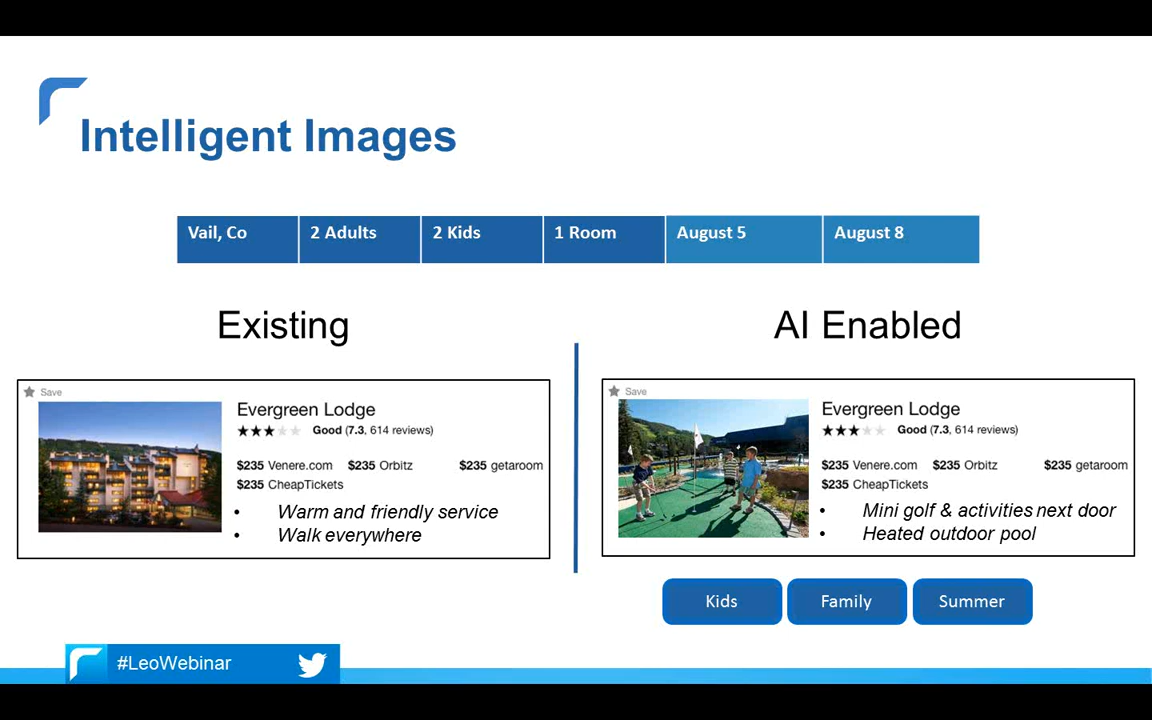 Intelligent Images
Vail, Co 2 Adults 2 Kids 1 Room August 5 August 8
Existing
Save
Evergreen Lodge
Good (7.3, 614 reviews)
$235 Venere.com $235 Orbitz $235 getaroom
$235 CheapTickets
• Warm and friendly service
• Walk everywhere
AI Enabled
Save
Evergreen Lodge
Good (7.3, 614 reviews)
$235 Venere.com $235 Orbitz $235 getaroom
$235 CheapTickets
• Mini golf & activities next door
• Heated outdoor pool
Kids Family Summer
#LeoWebinar